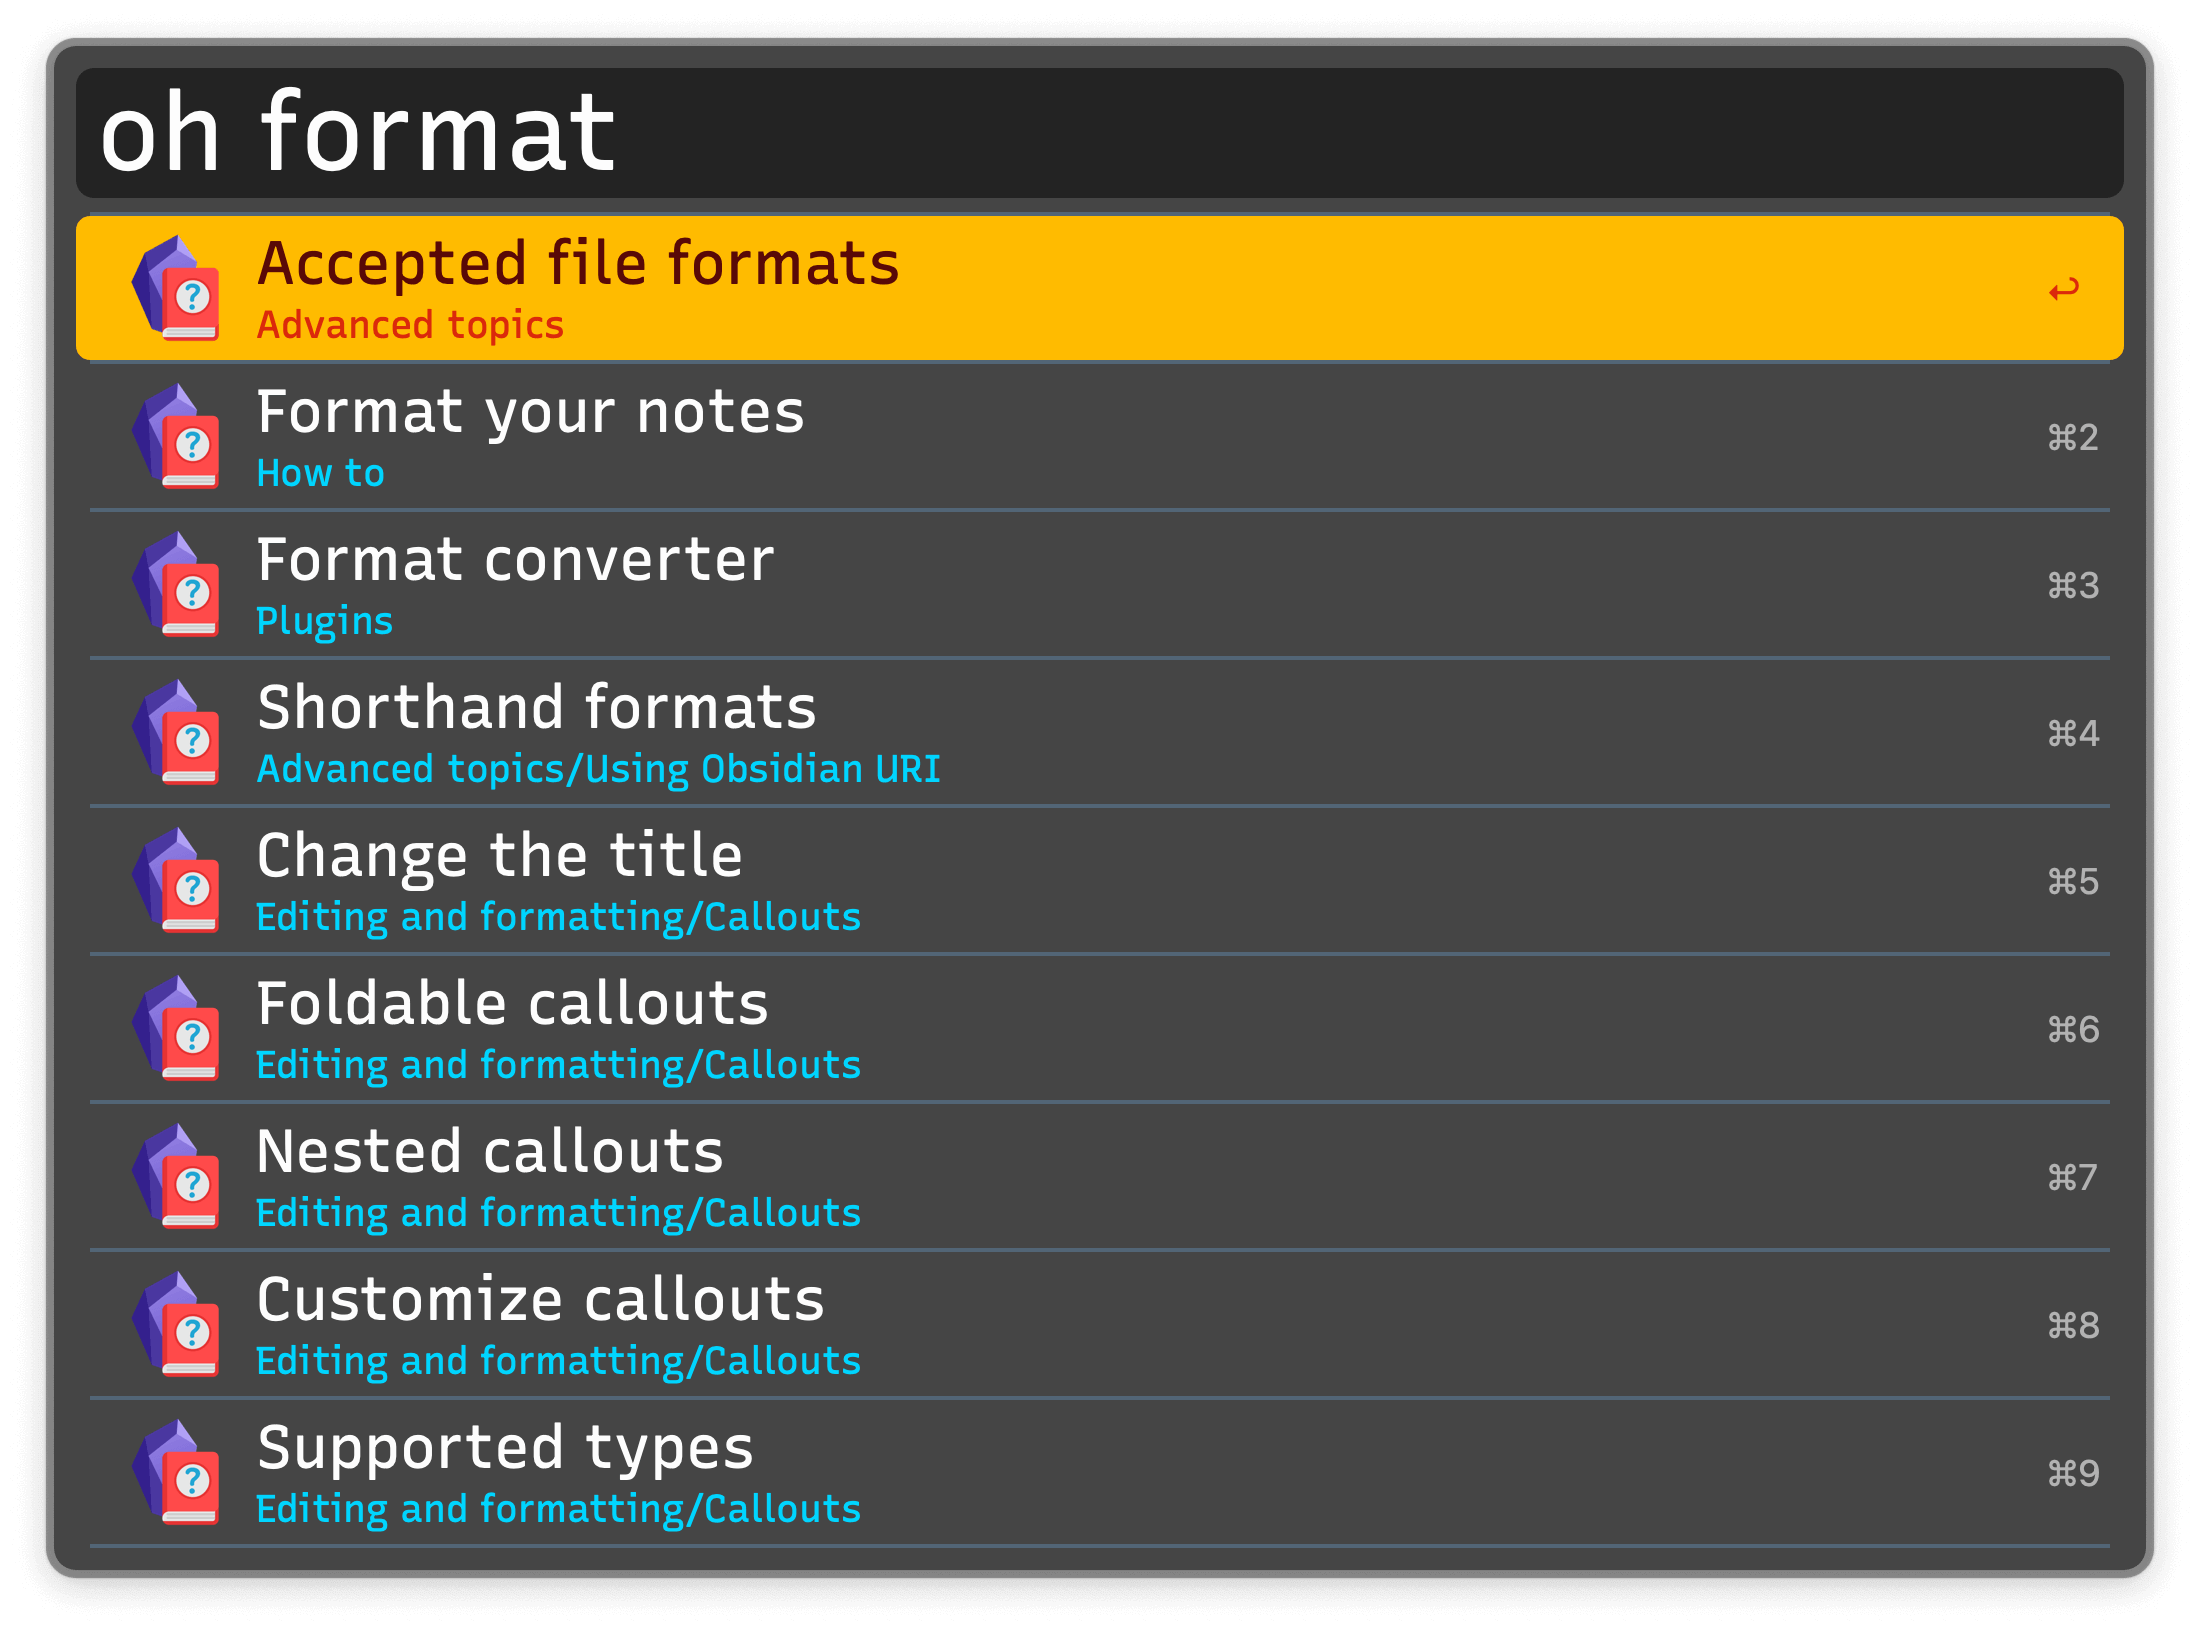 oh format
Accepted file formats
Advanced topics
↩
Format your notes
How to
⌘2
Format converter
Plugins
⌘3
Shorthand formats
Advanced topics/Using Obsidian URI
⌘4
Change the title
Editing and formatting/Callouts
⌘5
Foldable callouts
Editing and formatting/Callouts
⌘6
Nested callouts
Editing and formatting/Callouts
⌘7
Customize callouts
Editing and formatting/Callouts
⌘8
Supported types
Editing and formatting/Callouts
⌘9